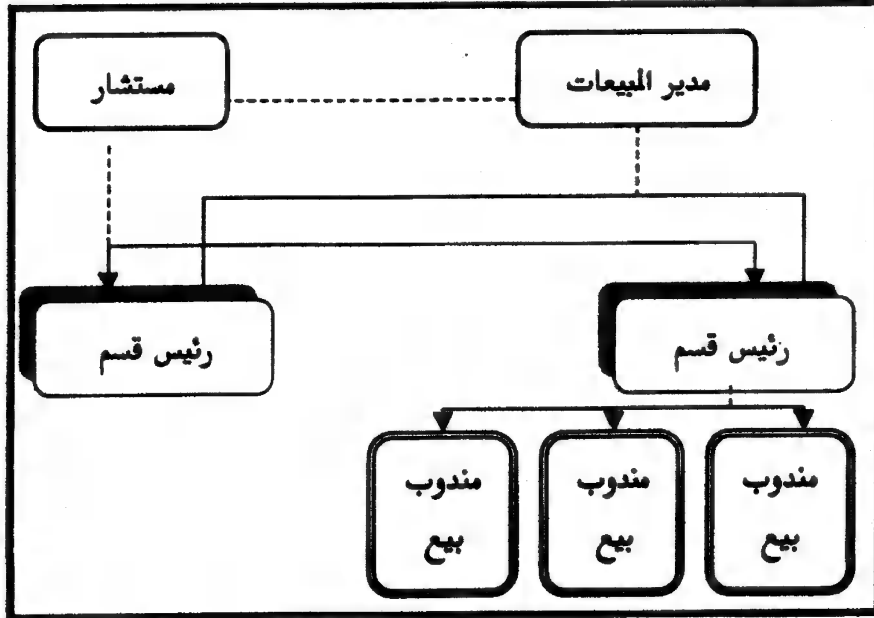 مدير المبيعات
مستشار
رئيس قسم
رئيس قسم
مندوب
بيع
مندوب
بيع
مندوب
بيع